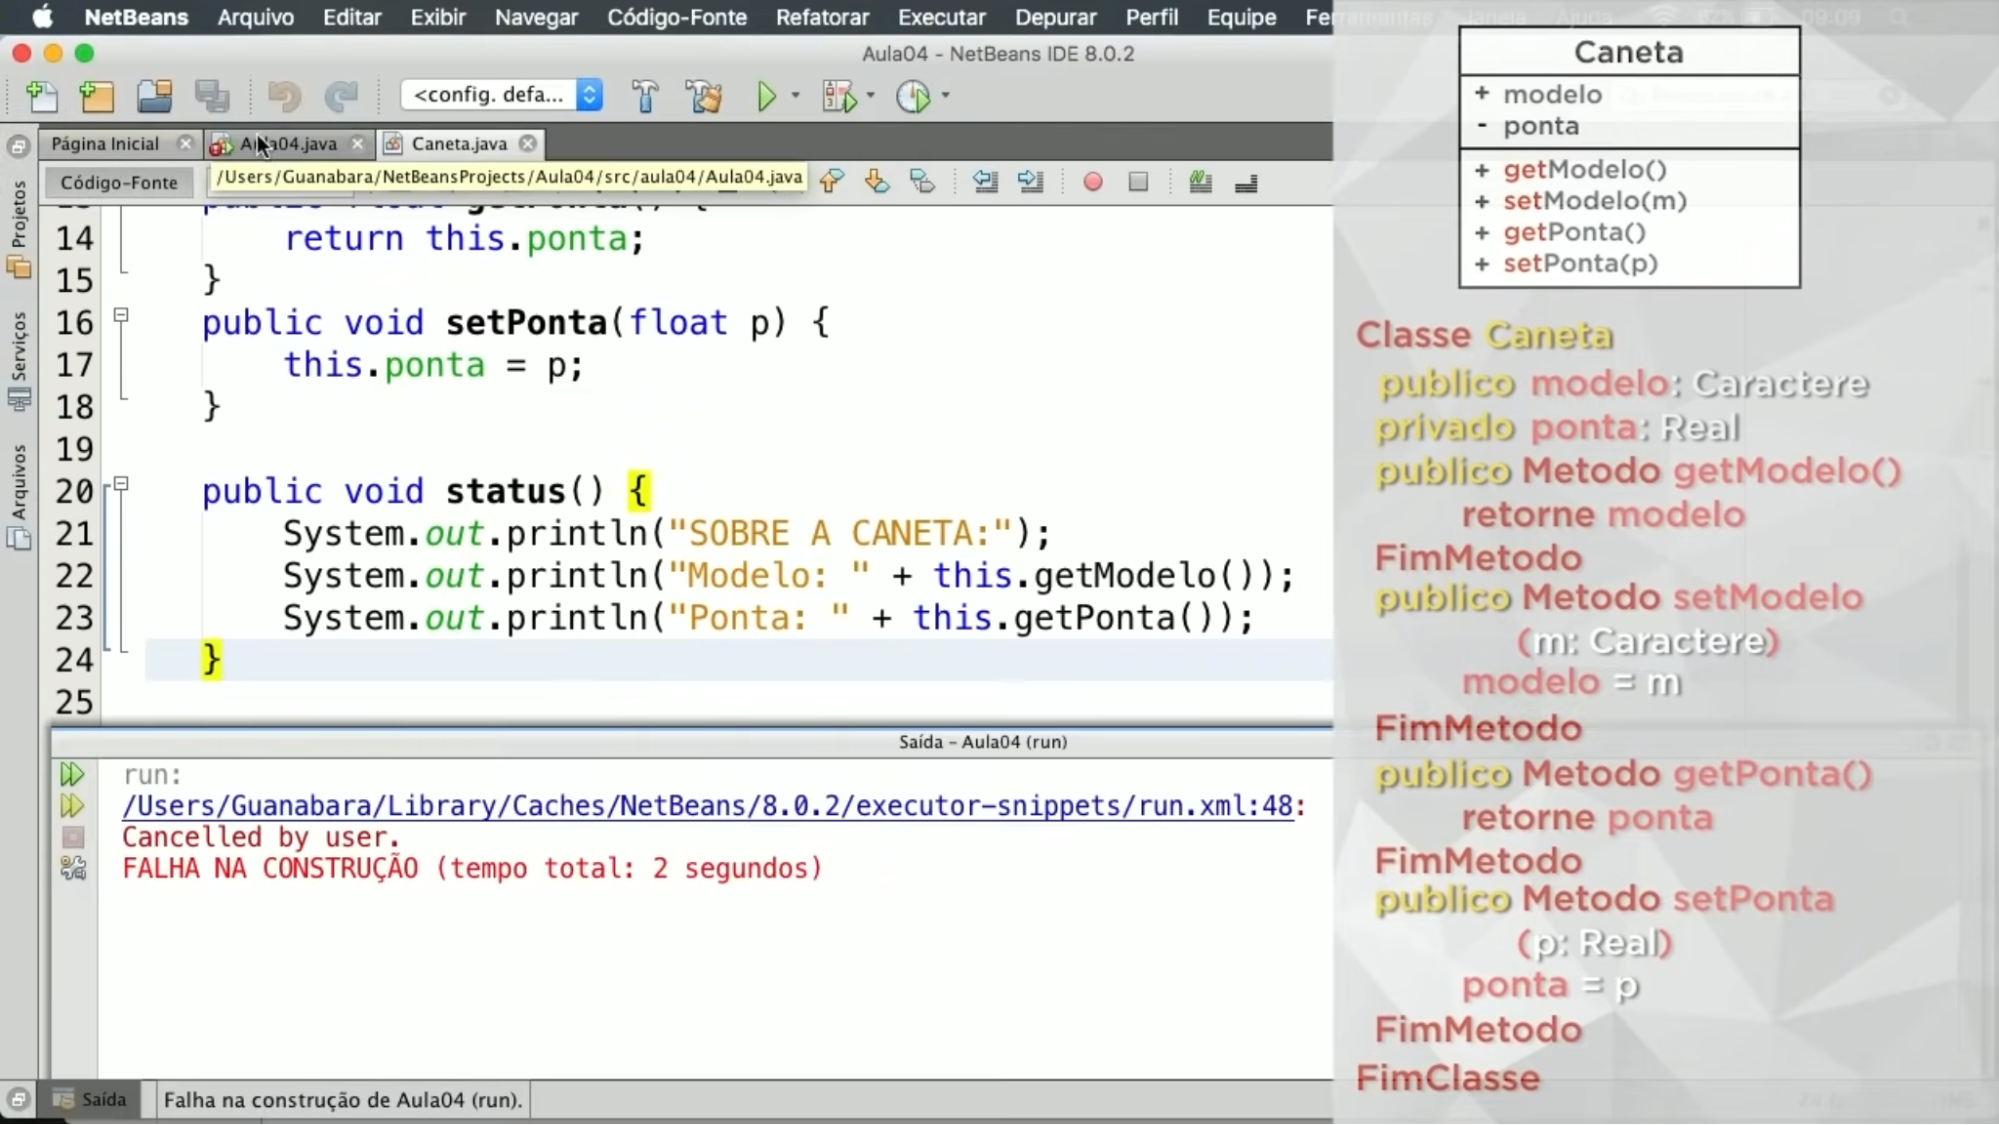 NetBeans Arquivo Editar Exibir Navegar Código-Fonte Refatorar Executar Depurar Perfil Equipe Ferramentas Janela Ajuda
Aula04 - NetBeans IDE 8.0.2
<config. defa...
Página Inicial
Aula04.java
Caneta.java
Código-Fonte
/Users/Guanabara/NetBeansProjects/Aula04/src/aula04/Aula04.java
Projetos
Serviços
Arquivos
13 public float getPonta() {
14 return this.ponta;
15 }
16 public void setPonta(float p) {
17 this.ponta = p;
18 }
19
20 public void status() {
21 System.out.println("SOBRE A CANETA:");
22 System.out.println("Modelo: " + this.getModelo());
23 System.out.println("Ponta: " + this.getPonta());
24 }
25
Saída - Aula04 (run)
run:
/Users/Guanabara/Library/Caches/NetBeans/8.0.2/executor-snippets/run.xml:48:
Cancelled by user.
FALHA NA CONSTRUÇÃO (tempo total: 2 segundos)
Saída
Falha na construção de Aula04 (run).
Caneta
+ modelo
- ponta
+ getModelo()
+ setModelo(m)
+ getPonta()
+ setPonta(p)
Classe Caneta
publico modelo: Caractere
privado ponta: Real
publico Metodo getModelo()
retorne modelo
FimMetodo
publico Metodo setModelo
(m: Caractere)
modelo = m
FimMetodo
publico Metodo getPonta()
retorne ponta
FimMetodo
publico Metodo setPonta
(p: Real)
ponta = p
FimMetodo
FimClasse